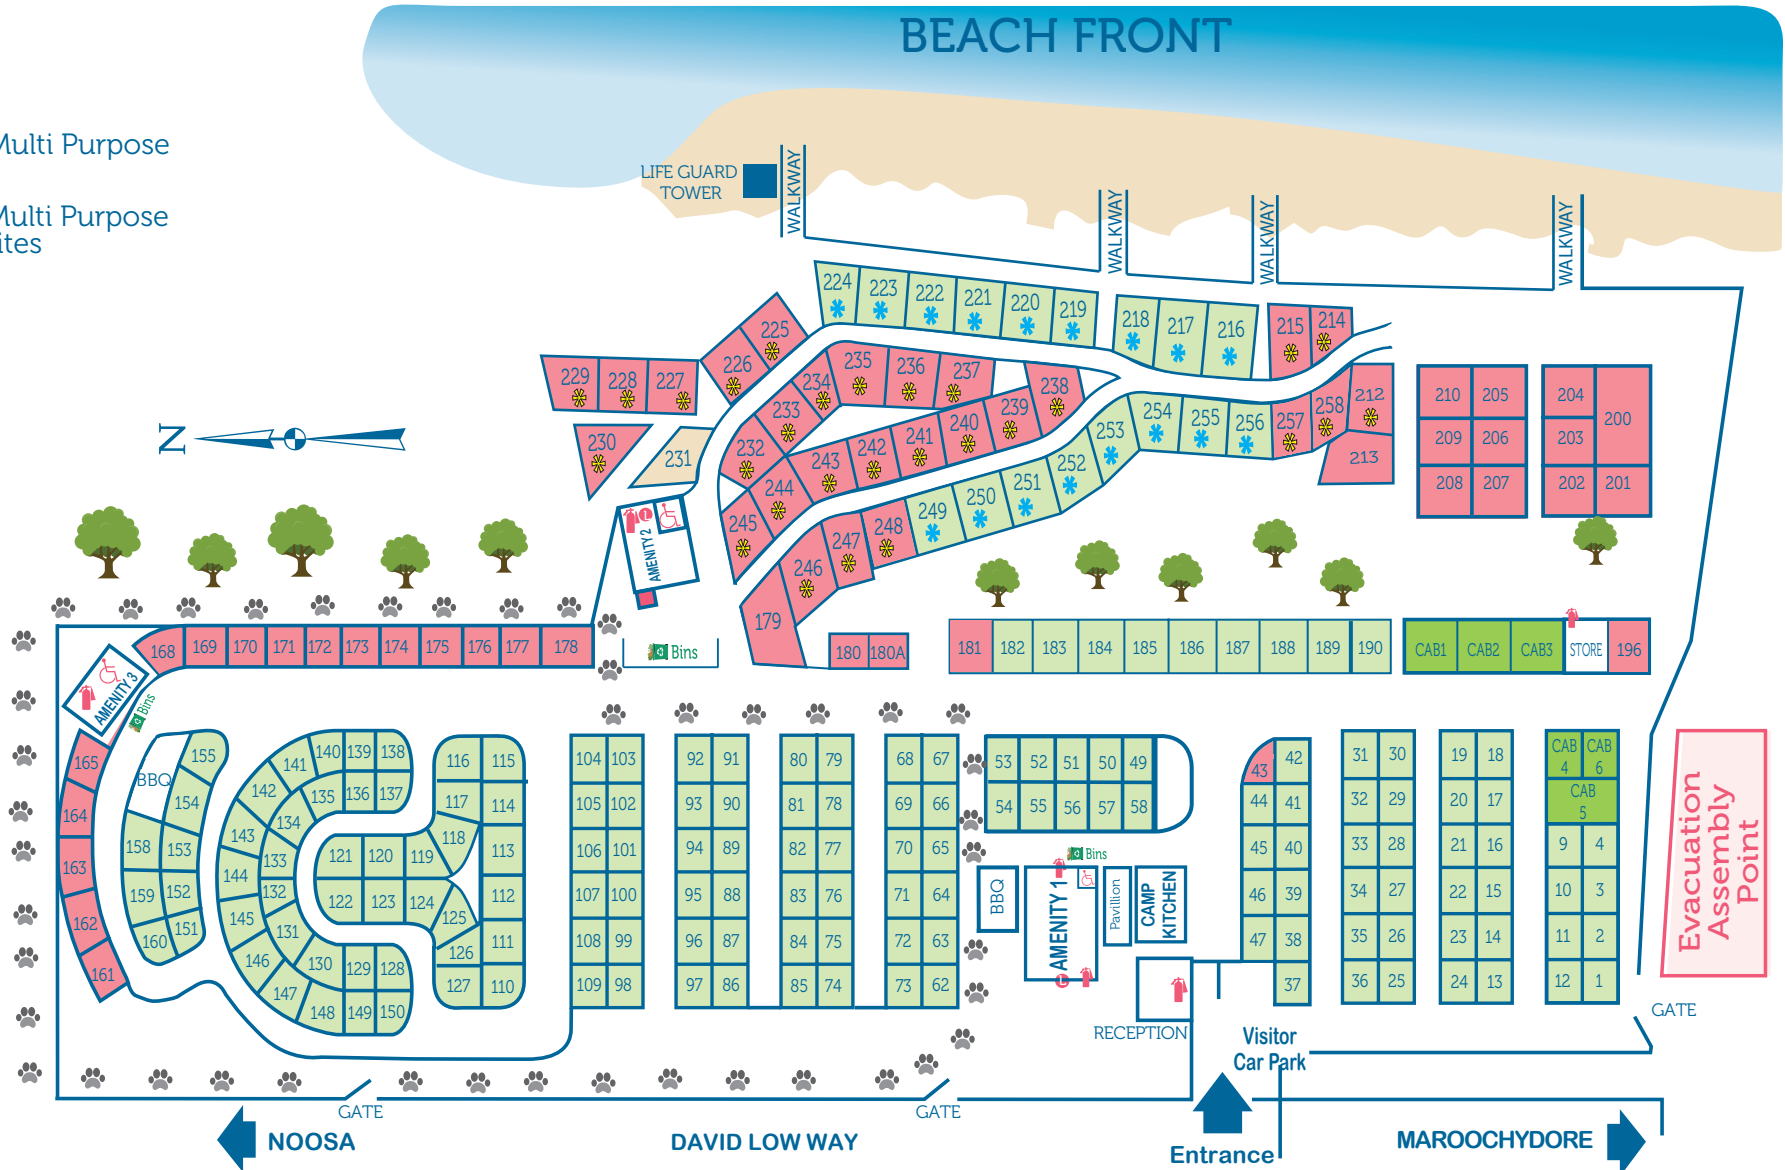 BEACH FRONT
Multi Purpose
Multi Purpose
ites
LIFE GUARD
TOWER
WALKWAY
WALKWAY
WALKWAY
WALKWAY
224 223 222 221 220 219 218 217 216 215 214
225
226
229 228 227
235 236 237
234
233
232
238
239
240
241
242
243
244
245
230
231
N
254 255 256 257 258 212
253
252
251
250
249
248
247
246
213
210 205
209 206
208 207
204
200
203
202 201
AMENITY 2
L
179
180 180A
181 182 183 184 185 186 187 188 189 190
CAB1 CAB2 CAB3 STORE 196
168 169 170 171 172 173 174 175 176 177 178
Bins
AMENITY 3
Bins
165
164
163
162
161
BBQ
155
154
158 153
159 152
160 151
140 139 138
141
142
135 136 137
134
143
133
144
132
145
131
146
130 129 128
147
148 149 150
121 120 119
122 123 124
116 115
117 114
118
113
112
125
111
126
127 110
104 103
105 102
106 101
107 100
108 99
109 98
92 91
93 90
94 89
95 88
96 87
97 86
80 79
81 78
82 77
83 76
84 75
85 74
68 67
69 66
70 65
71 64
72 63
73 62
53 52 51 50 49
54 55 56 57 58
Bins
BBQ
AMENITY 1
L
Pavillion
CAMP
KITCHEN
RECEPTION
43 42
44 41
45 40
46 39
47 38
37
31 30
32 29
33 28
34 27
35 26
36 25
19 18
20 17
21 16
22 15
23 14
24 13
CAB
4
CAB
6
CAB
5
9 4
10 3
11 2
12 1
Evacuation
Assembly
Point
GATE
Visitor
Car Park
GATE
GATE
NOOSA
DAVID LOW WAY
Entrance
MAROOCHYDORE